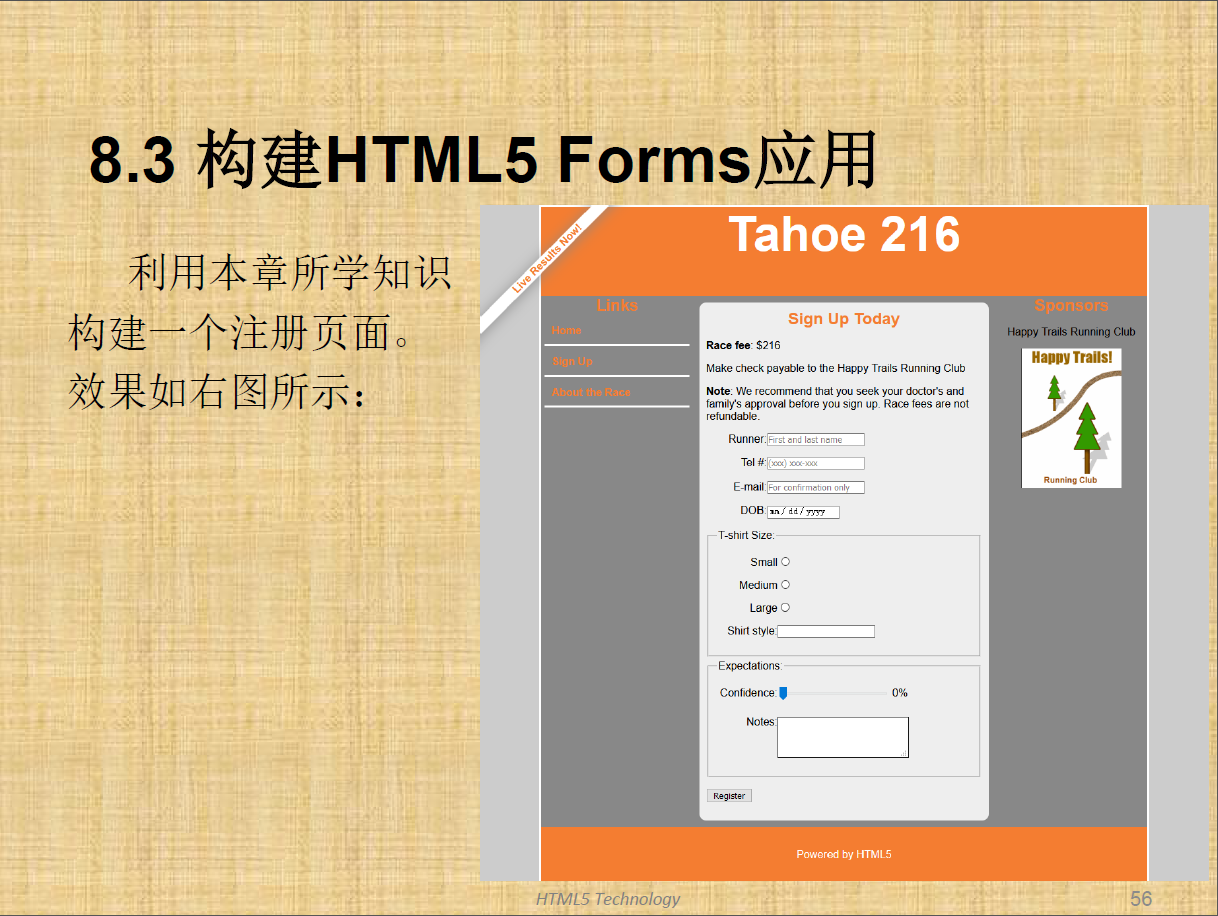 8.3 构建HTML5 Forms应用
利用本章所学知识
构建一个注册页面。
效果如右图所示：
Live Results Now!
Tahoe 216
Links
Home
Sign Up
About the Race
Sign Up Today
Race fee: $216
Make check payable to the Happy Trails Running Club
Note: We recommend that you seek your doctor's and
family's approval before you sign up. Race fees are not
refundable.
Runner: First and last name
Tel #: (xxx) xxx-xxx
E-mail: For confirmation only
DOB: mm / dd / yyyy
T-shirt Size:
Small
Medium
Large
Shirt style:
Expectations:
Confidence: 0%
Notes:
Register
Sponsors
Happy Trails Running Club
Happy Trails!
Running Club
Powered by HTML5
HTML5 Technology
56